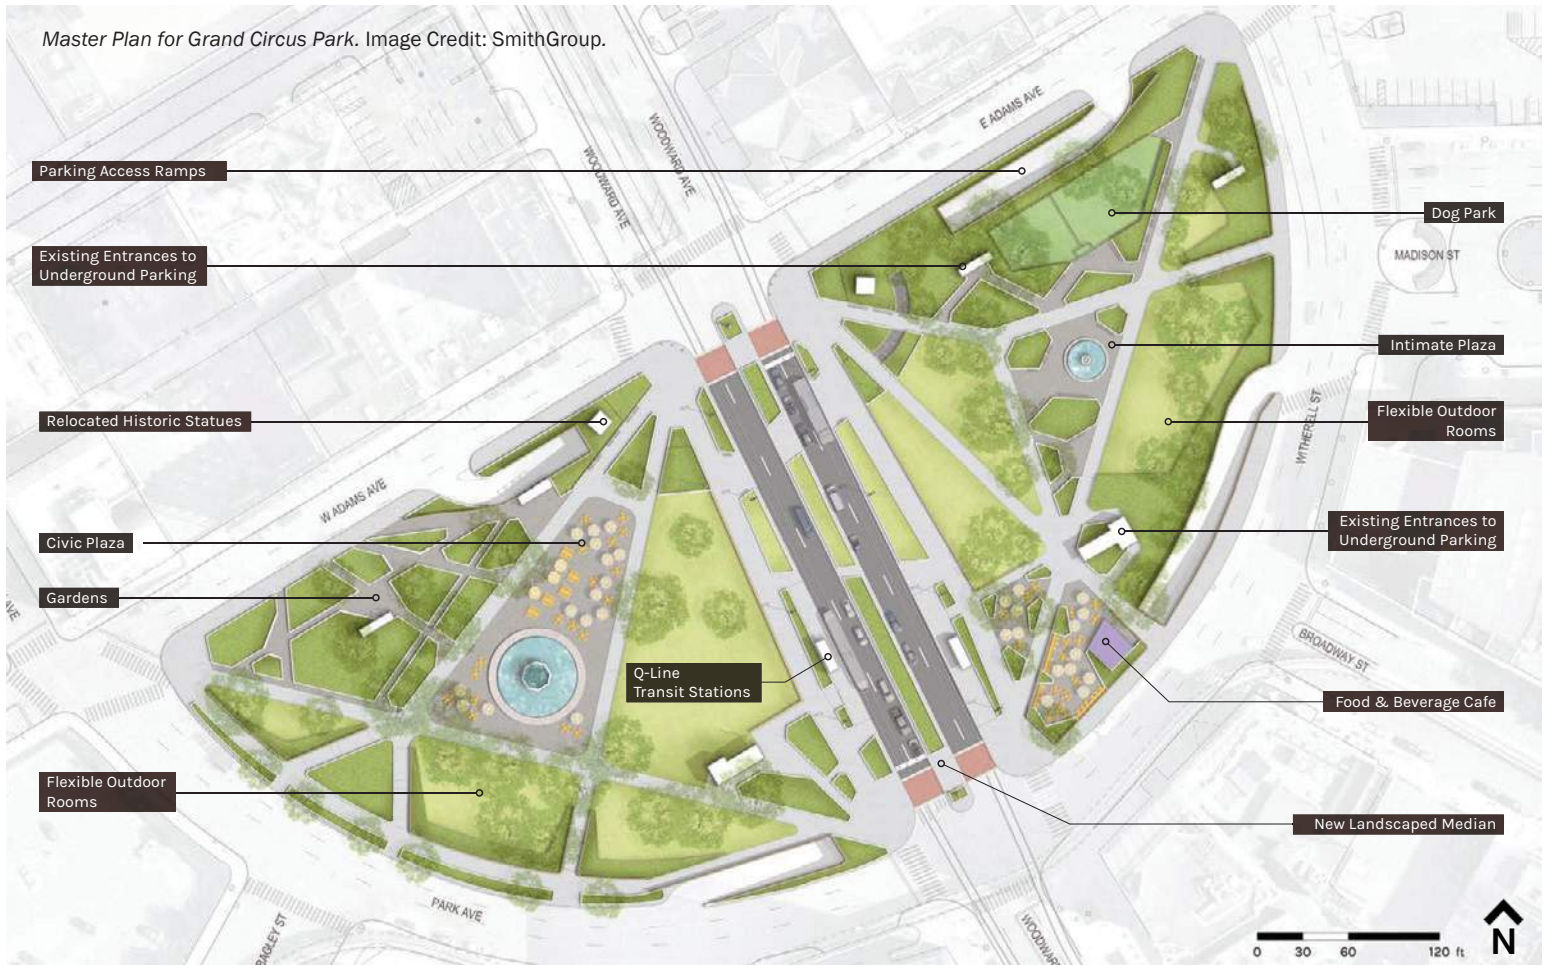 Master Plan for Grand Circus Park. Image Credit: SmithGroup.
E ADAMS AVE
WOODWARD AVE
WOODWARD AVE
Parking Access Ramps
Dog Park
Existing Entrances to
Underground Parking
MADISON ST
Intimate Plaza
Relocated Historic Statues
Flexible Outdoor
Rooms
WITHERELL ST
W ADAMS AVE
Civic Plaza
Existing Entrances to
Underground Parking
Gardens
AVE
BROADWAY ST
Q-Line
Transit Stations
Food & Beverage Cafe
Flexible Outdoor
Rooms
New Landscaped Median
PARK AVE
BAGLEY ST
WOODWAR
N
0 30 60 120 ft